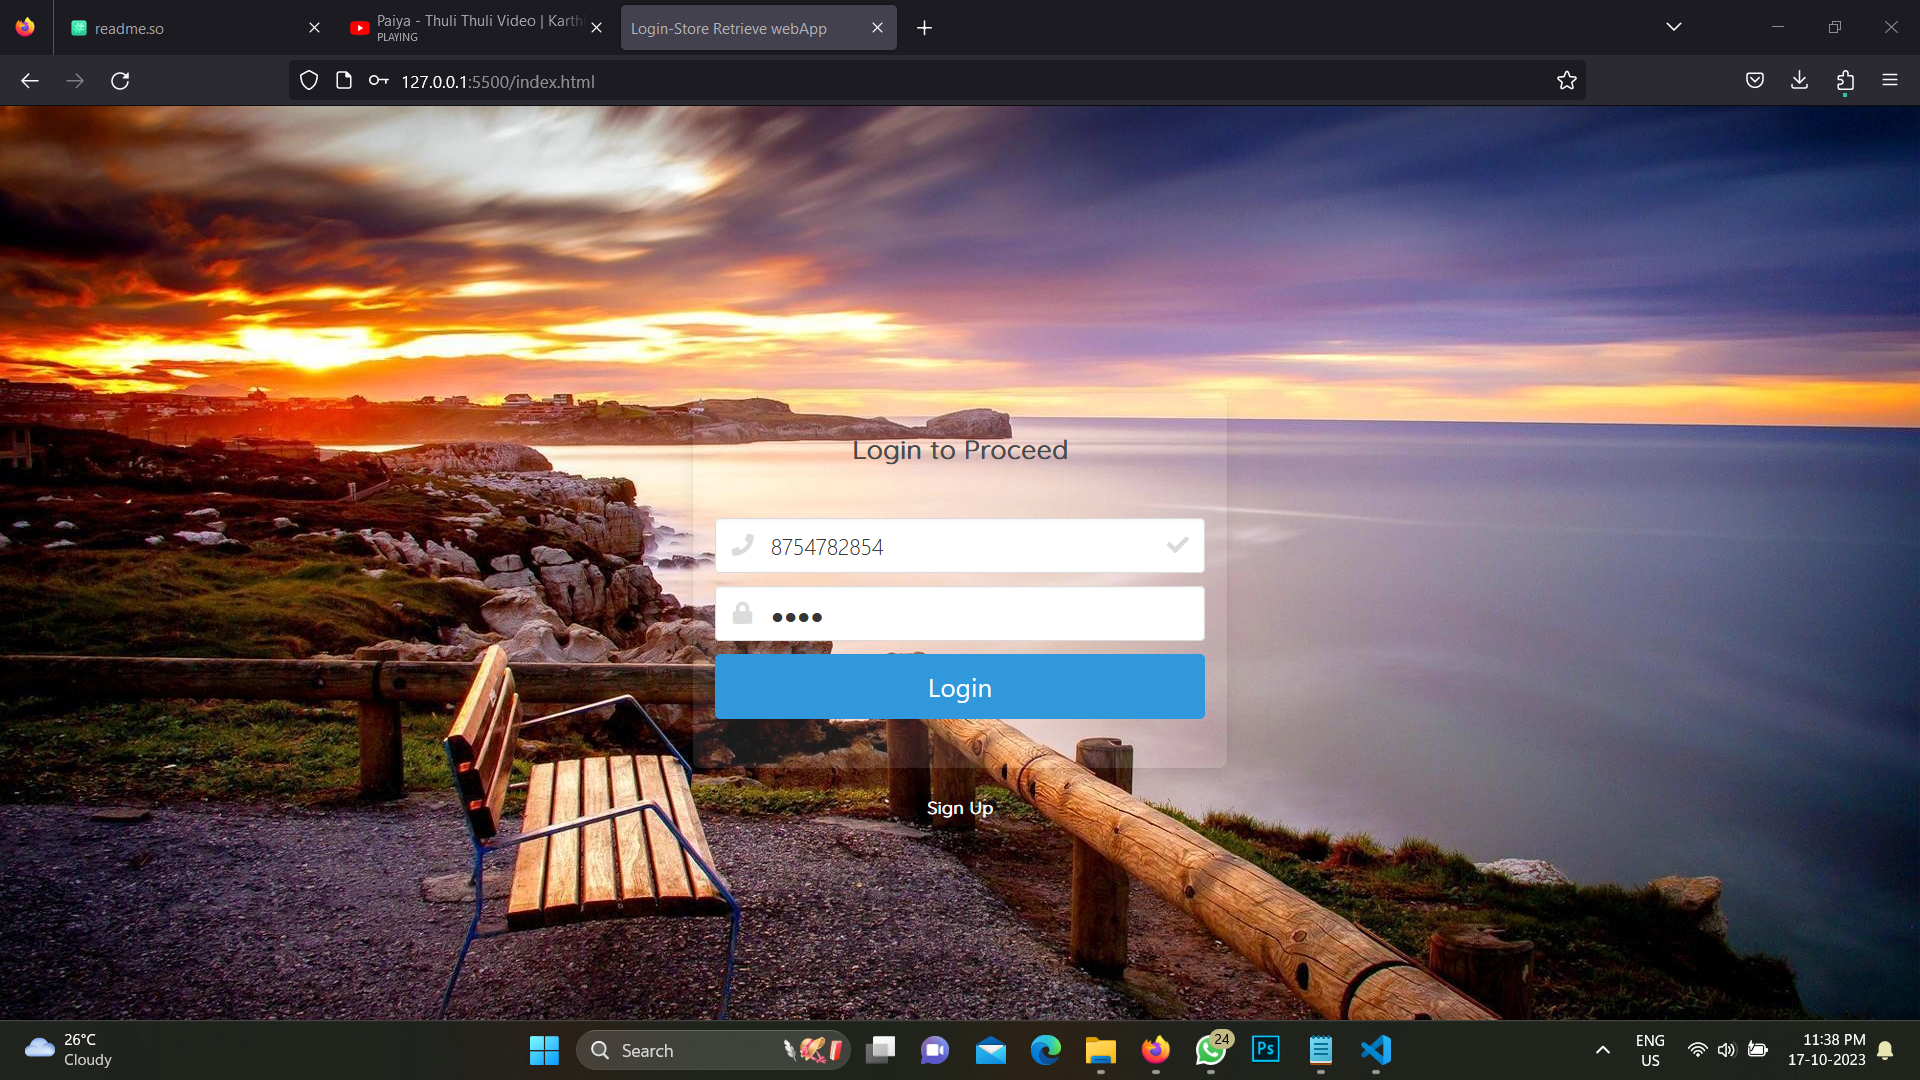 readme.so
Paiya - Thuli Thuli Video | Karthi
PLAYING
Login-Store Retrieve webApp
127.0.0.1:5500/index.html
Login to Proceed
8754782854
••••
Login
Sign Up
26°C
Cloudy
Search
24
Ps
ENG
US
11:38 PM
17-10-2023